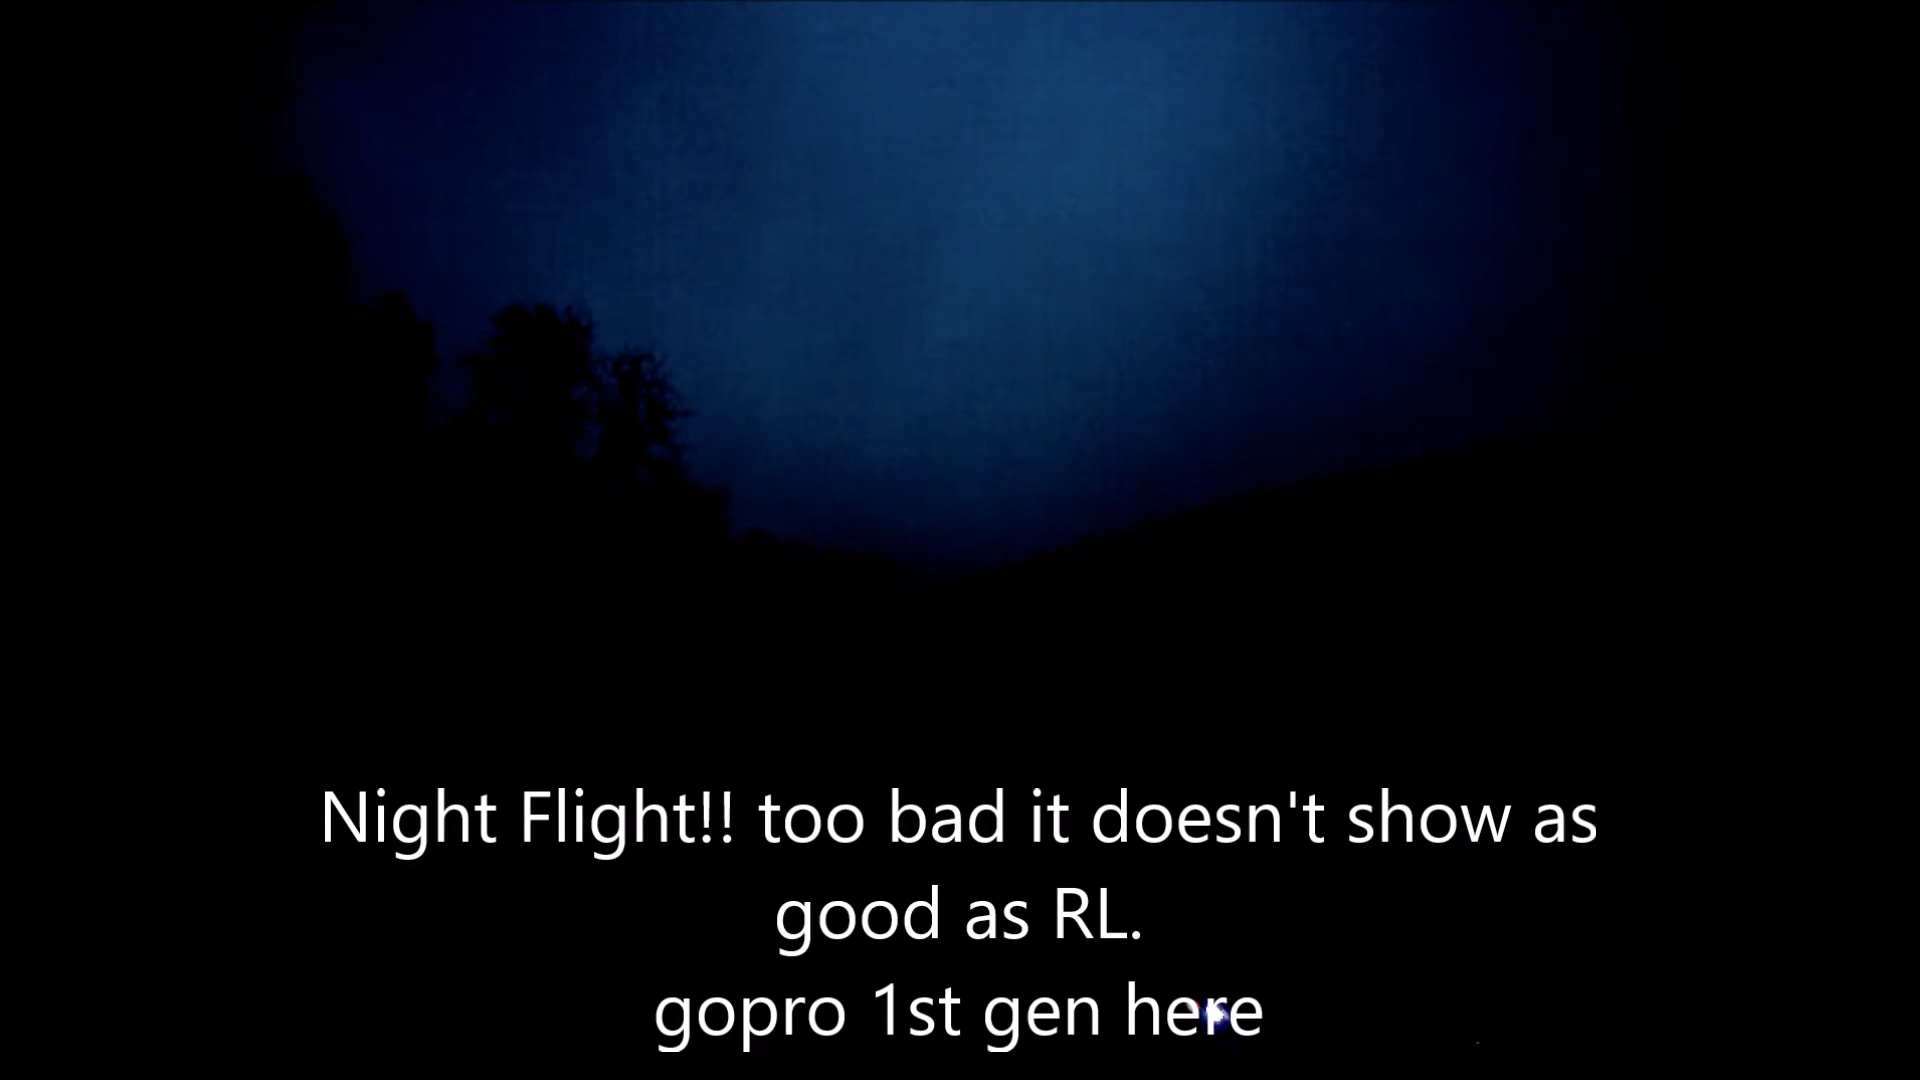 Night Flight!! too bad it doesn't show as
good as RL.
gopro 1st gen here